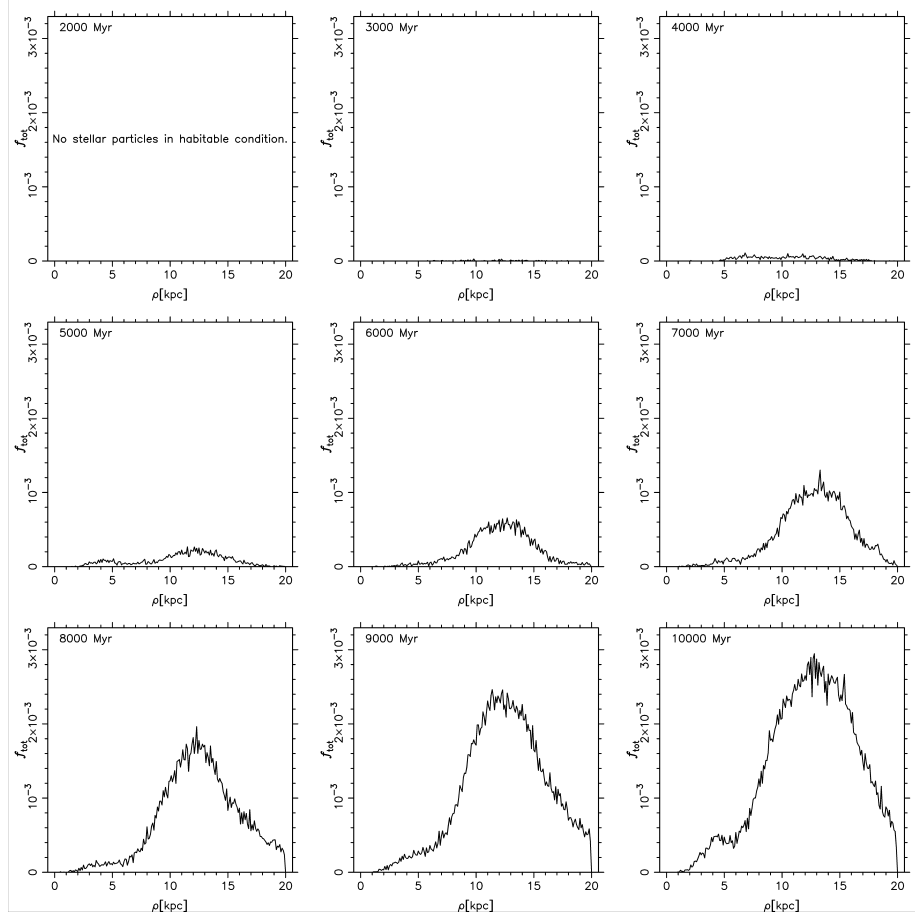 2000 Myr
3×10⁻³
2×10⁻³
10⁻³
0
f_tot
No stellar particles in habitable condition.
0 5 10 15 20
ρ[kpc]
3000 Myr
3×10⁻³
2×10⁻³
10⁻³
0
f_tot
0 5 10 15 20
ρ[kpc]
4000 Myr
3×10⁻³
2×10⁻³
10⁻³
0
f_tot
0 5 10 15 20
ρ[kpc]
5000 Myr
3×10⁻³
2×10⁻³
10⁻³
0
f_tot
0 5 10 15 20
ρ[kpc]
6000 Myr
3×10⁻³
2×10⁻³
10⁻³
0
f_tot
0 5 10 15 20
ρ[kpc]
7000 Myr
3×10⁻³
2×10⁻³
10⁻³
0
f_tot
0 5 10 15 20
ρ[kpc]
8000 Myr
3×10⁻³
2×10⁻³
10⁻³
0
f_tot
0 5 10 15 20
ρ[kpc]
9000 Myr
3×10⁻³
2×10⁻³
10⁻³
0
f_tot
0 5 10 15 20
ρ[kpc]
10000 Myr
3×10⁻³
2×10⁻³
10⁻³
0
f_tot
0 5 10 15 20
ρ[kpc]